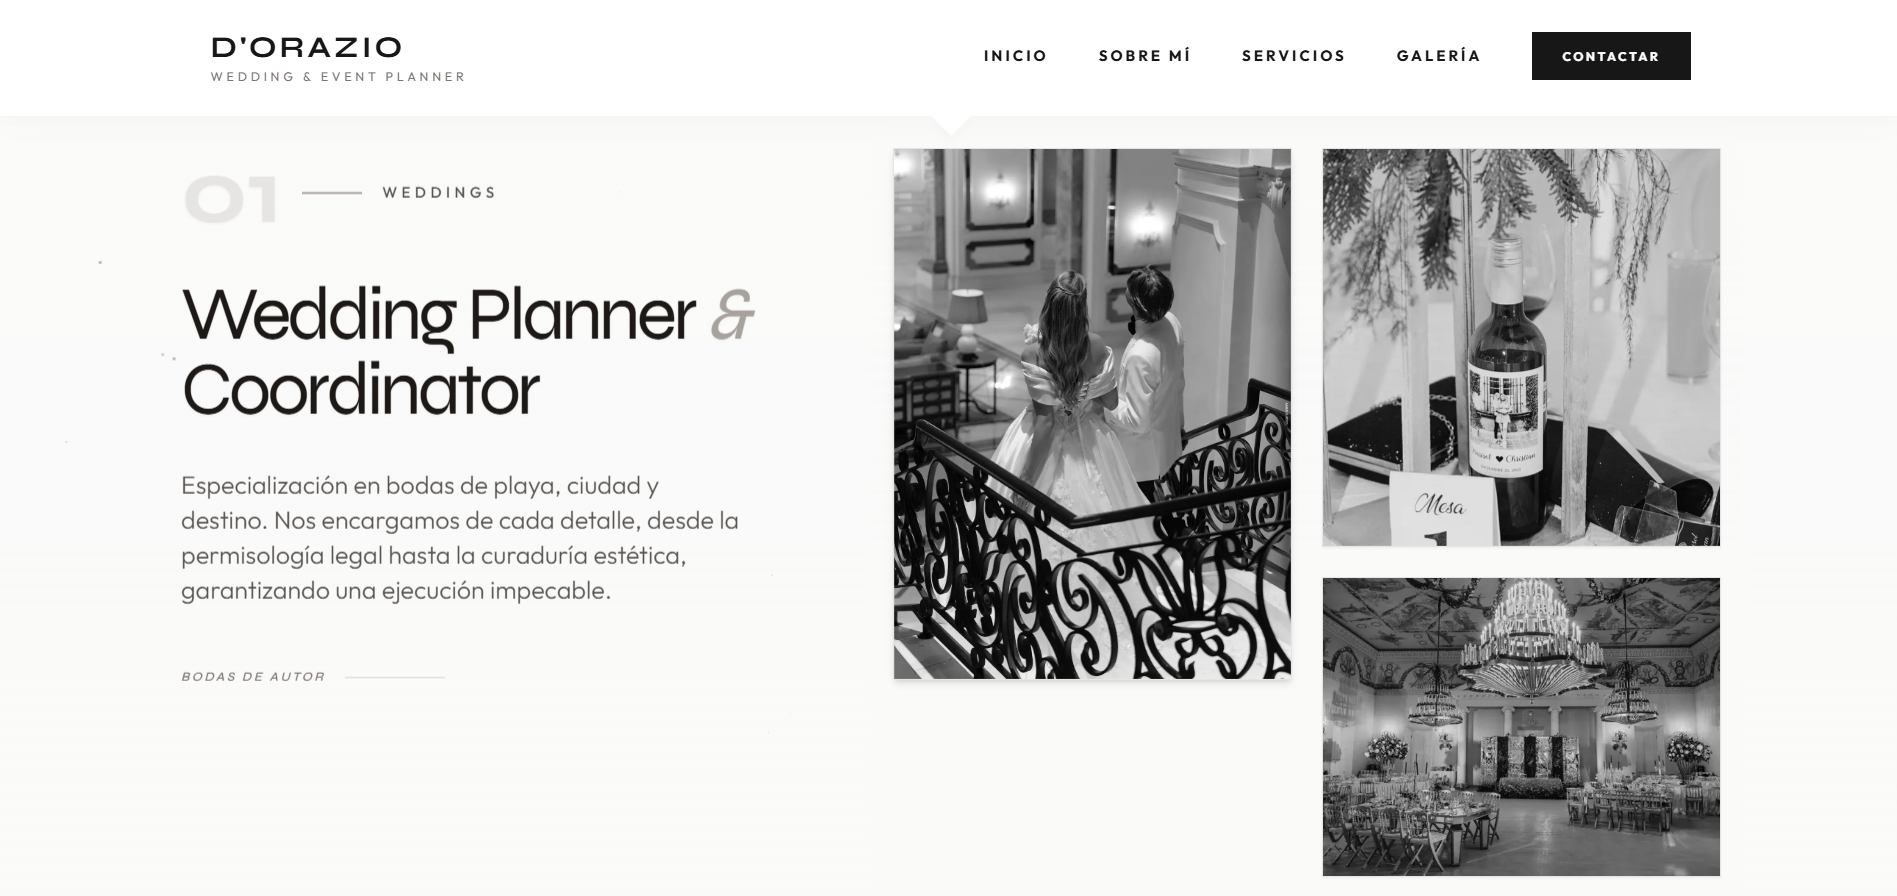 D'ORAZIO
WEDDING & EVENT PLANNER
INICIO
SOBRE MÍ
SERVICIOS
GALERÍA
CONTACTAR
01
WEDDINGS
Wedding Planner &
Coordinator
Especialización en bodas de playa, ciudad y
destino. Nos encargamos de cada detalle, desde la
permisología legal hasta la curaduría estética,
garantizando una ejecución impecable.
BODAS DE AUTOR
Christian
Mesa
1